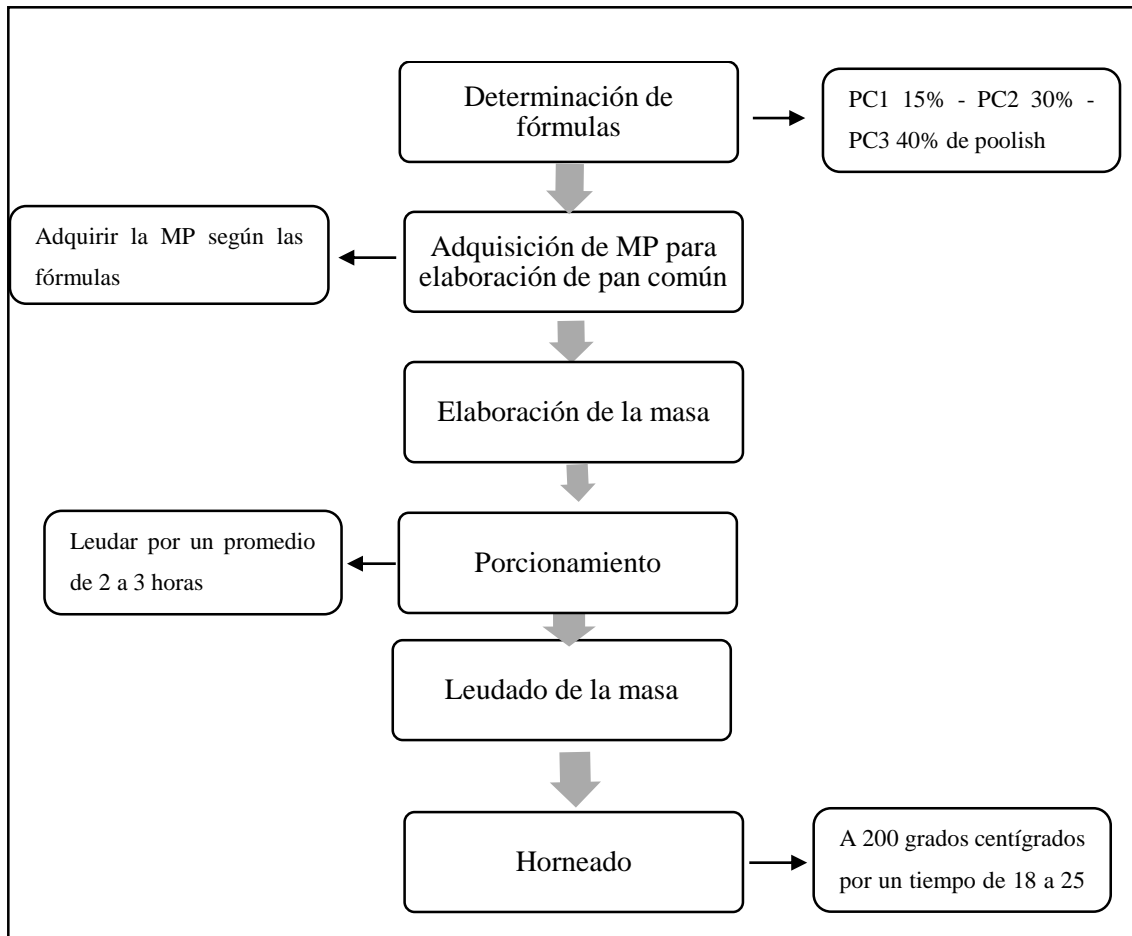 Determinación de
fórmulas
PC1 15% - PC2 30% -
PC3 40% de poolish
Adquirir la MP según las
fórmulas
Adquisición de MP para
elaboración de pan común
Elaboración de la masa
Leudar por un promedio
de 2 a 3 horas
Porcionamiento
Leudado de la masa
Horneado
A 200 grados centígrados
por un tiempo de 18 a 25